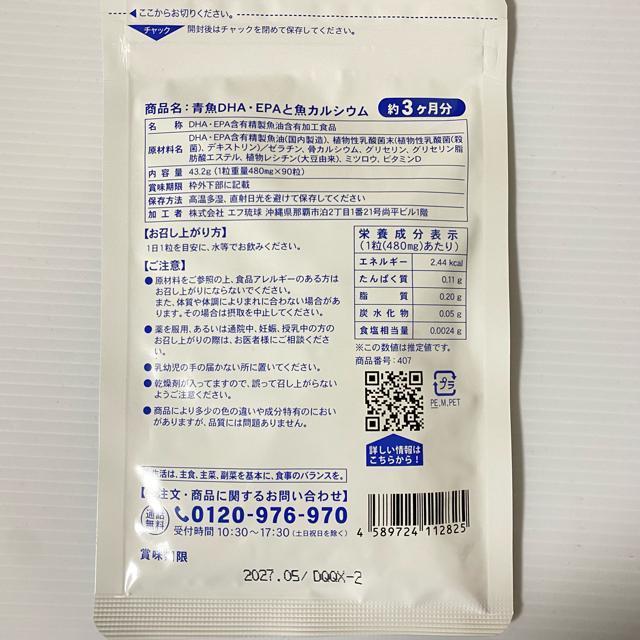 ここからお切りください。
チャック 開封後はチャックを閉めて保存してください。
商品名：青魚DHA・EPAと魚カルシウム 約3ヶ月分
名称 DHA・EPA含有精製魚油含有加工食品
原材料名 DHA・EPA含有精製魚油(国内製造)、植物性乳酸菌末(植物性乳酸菌(殺
菌)、デキストリン)/ゼラチン、骨カルシウム、グリセリン、グリセリン脂
肪酸エステル、植物レシチン(大豆由来)、ミツロウ、ビタミンD
内容量 43.2g (1粒重量480mg×90粒)
賞味期限 枠外下部に記載
保存方法 高温多湿、直射日光を避けて保存してください
加工者 株式会社 エフ琉球 沖縄県那覇市泊2丁目1番21号尚平ビル1階
【お召し上がり方】
1日1粒を目安に、水等でお飲みください。
【ご注意】
●原材料をご参照の上、食品アレルギーのある方は
お召し上がりにならないでください。
また、体質や体調によりまれに合わない場合があ
ります。その場合は摂取を中止してください。
●薬を服用、あるいは通院中、妊娠、授乳中の方の
お召し上りの際は、お医者様にご相談くださ
い。
●乳幼児の手の届かない所に置いてください。
●乾燥剤が入ってますので、誤って召し上がらない
ようご注意ください。
●商品により多少の色の違いや成分特有のにおい
がありますが、品質には問題ありません。
栄養成分表示
(1粒(480mg)あたり)
エネルギー 2.44 kcal
たんぱく質 0.11 g
脂質 0.20 g
炭水化物 0.05 g
食塩相当量 0.0024 g
※この数値は推定値です。
商品番号：407
プラ
PE,M,PET
詳しい情報は
こちらから！
生活は、主食、主菜、副菜を基本に、食事のバランスを。
注文・商品に関するお問い合わせ】
通話無料 0120-976-970
受付時間 10:30〜17:30 (土日祝日を除く)
4 589724 112825
賞味期限
2027.05/DQQX-2